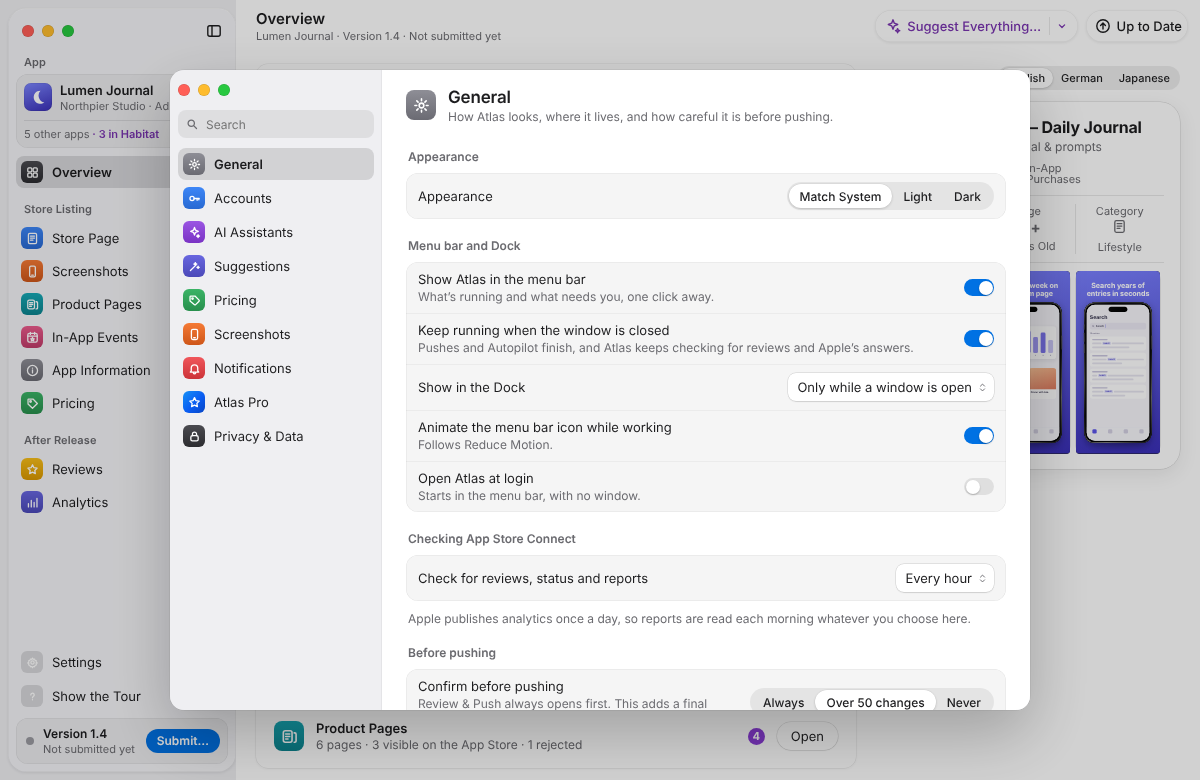 Overview
Lumen Journal · Version 1.4 · Not submitted yet
Suggest Everything...
Up to Date
App
Lumen Journal
Northpier Studio · Ad
5 other apps · 3 in Habitat
Overview
Store Listing
Store Page
Screenshots
Product Pages
In-App Events
App Information
Pricing
After Release
Reviews
Analytics
Settings
? Show the Tour
Version 1.4
Not submitted yet
Submit...
Search
General
Accounts
AI Assistants
Suggestions
Pricing
Screenshots
Notifications
Atlas Pro
Privacy & Data
General
How Atlas looks, where it lives, and how careful it is before pushing.
Appearance
Appearance
Match System Light Dark
Menu bar and Dock
Show Atlas in the menu bar
What's running and what needs you, one click away.
Keep running when the window is closed
Pushes and Autopilot finish, and Atlas keeps checking for reviews and Apple's answers.
Show in the Dock
Only while a window is open
Animate the menu bar icon while working
Follows Reduce Motion.
Open Atlas at login
Starts in the menu bar, with no window.
Checking App Store Connect
Check for reviews, status and reports
Every hour
Apple publishes analytics once a day, so reports are read each morning whatever you choose here.
Before pushing
Confirm before pushing
Review & Push always opens first. This adds a final
Always Over 50 changes Never
German Japanese
– Daily Journal
& prompts
Purchases
Category
s Old
Lifestyle
week on
page
Search years of
entries in seconds
Search
Product Pages
6 pages · 3 visible on the App Store · 1 rejected
4
Open